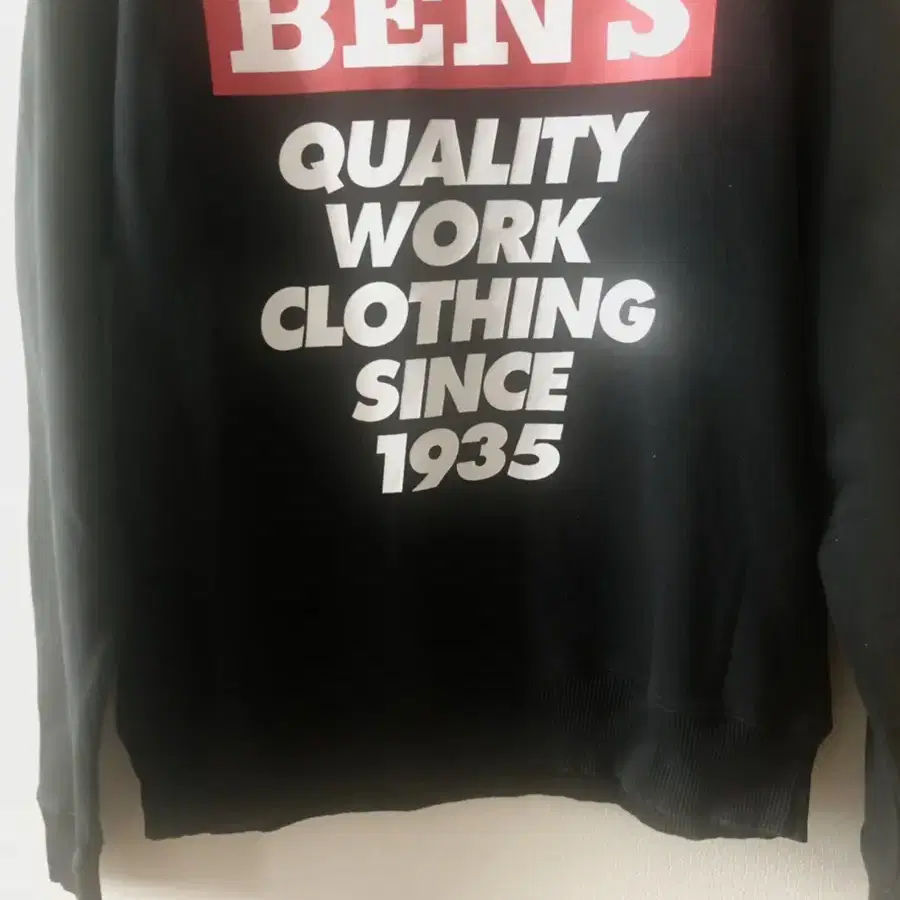 BEN'S
QUALITY
WORK
CLOTHING
SINCE
1935